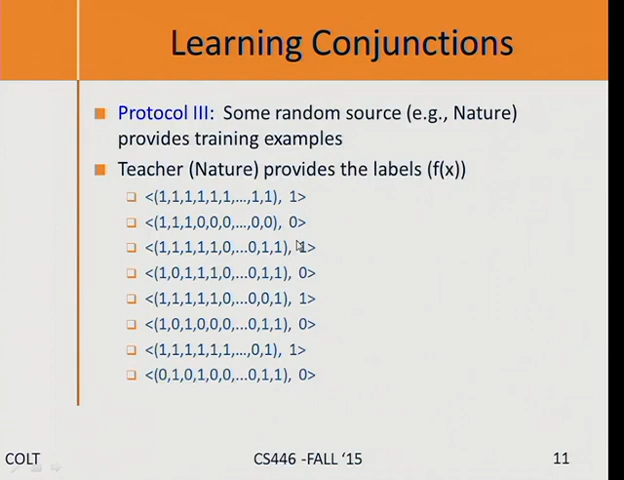 Learning Conjunctions
Protocol III: Some random source (e.g., Nature)
provides training examples
Teacher (Nature) provides the labels (f(x))
<(1,1,1,1,1,1,…,1,1), 1>
<(1,1,1,0,0,0,…,0,0), 0>
<(1,1,1,1,1,0,...0,1,1), 1>
<(1,0,1,1,1,0,...0,1,1), 0>
<(1,1,1,1,1,0,...0,0,1), 1>
<(1,0,1,0,0,0,...0,1,1), 0>
<(1,1,1,1,1,1,…,0,1), 1>
<(0,1,0,1,0,0,...0,1,1), 0>
COLT
CS446 -FALL ‘15
11